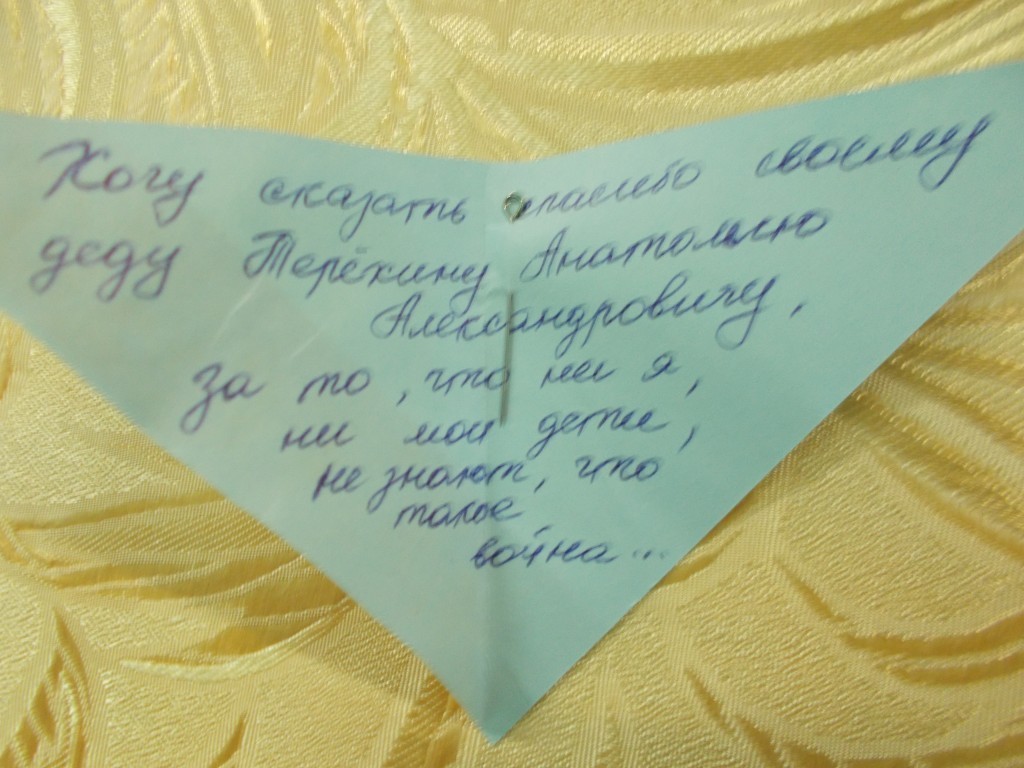 Хочу сказать спасибо своему
деду Терёхину Анатолию
Александровичу,
за то, что ни я,
ни мои дети,
не знают, что
такое
война...